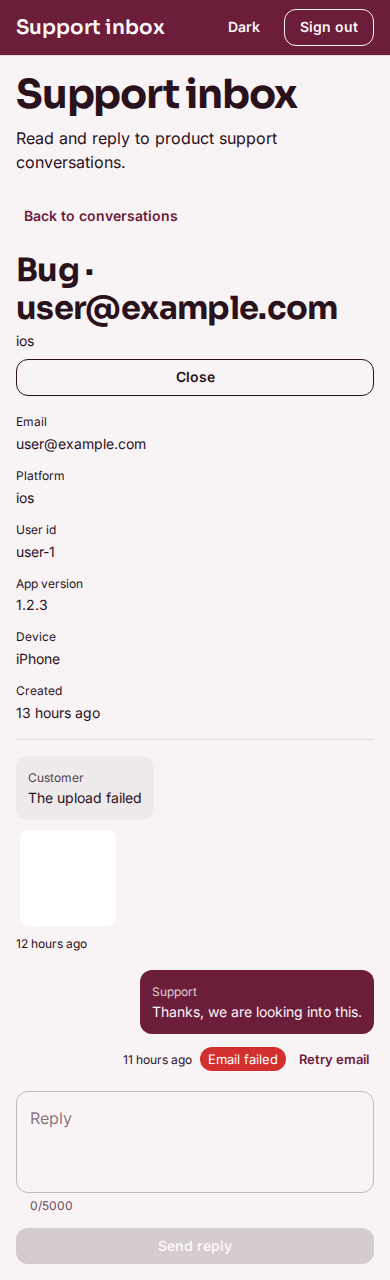 Support inbox
Dark
Sign out
Support inbox
Read and reply to product support
conversations.
Back to conversations
Bug ·
user@example.com
ios
Close
Email
user@example.com
Platform
ios
User id
user-1
App version
1.2.3
Device
iPhone
Created
13 hours ago
Customer
The upload failed
12 hours ago
Support
Thanks, we are looking into this.
11 hours ago
Email failed
Retry email
Reply
0/5000
Send reply